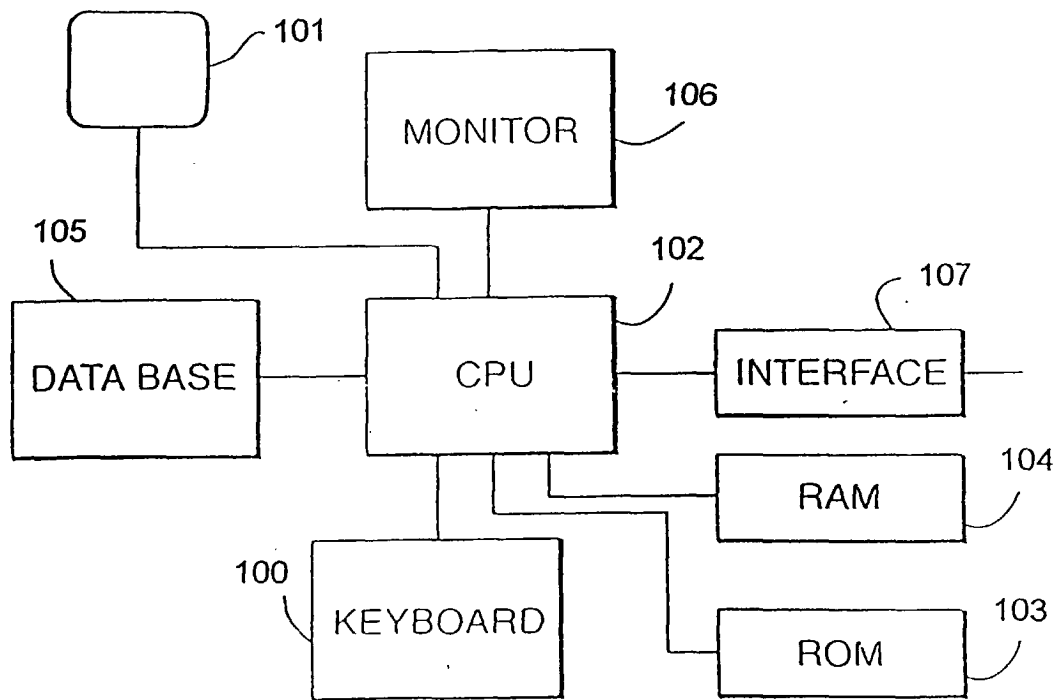 101
MONITOR
106
105
102
107
DATA BASE
CPU
INTERFACE
RAM
104
100
KEYBOARD
ROM
103